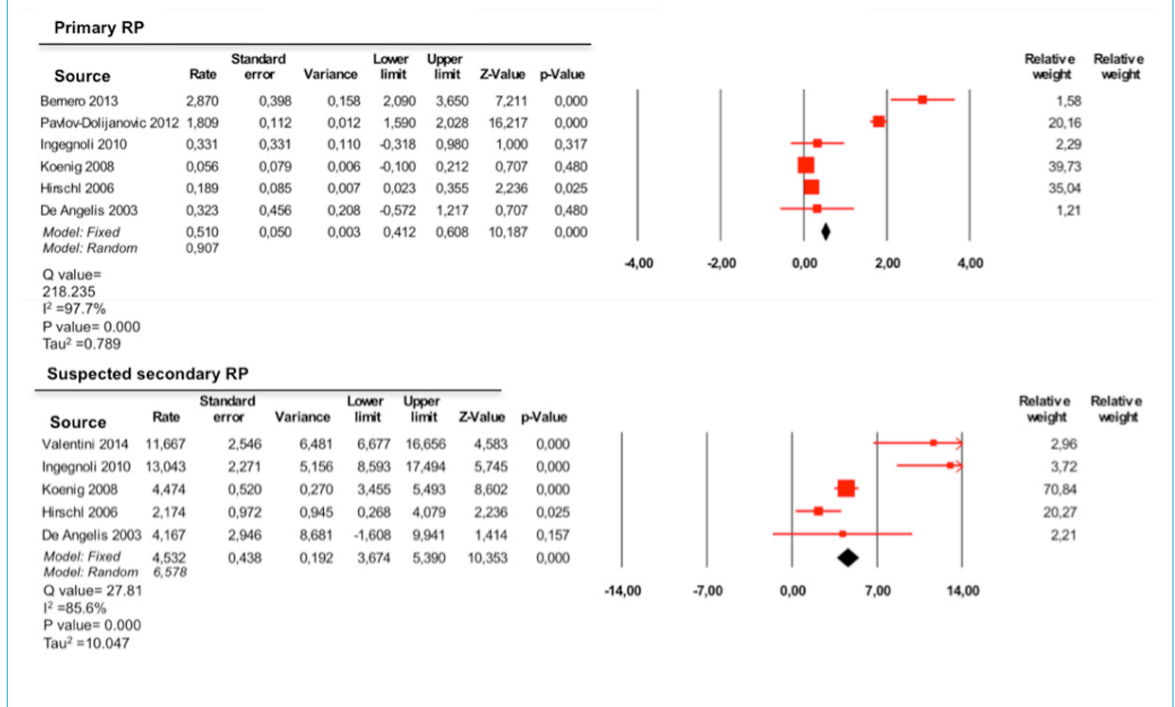 Primary RP
Source Rate Standard error Variance Lower limit Upper limit Z-Value p-Value Relative weight Relative weight
Bernero 2013 2,870 0,398 0,158 2,090 3,650 7,211 0,000 1,58
Pavlov-Dolijanovic 2012 1,809 0,112 0,012 1,590 2,028 16,217 0,000 20,16
Ingegnoli 2010 0,331 0,331 0,110 -0,318 0,980 1,000 0,317 2,29
Koenig 2008 0,056 0,079 0,006 -0,100 0,212 0,707 0,480 39,73
Hirschl 2006 0,189 0,085 0,007 0,023 0,355 2,236 0,025 35,04
De Angelis 2003 0,323 0,456 0,208 -0,572 1,217 0,707 0,480 1,21
Model: Fixed 0,510 0,050 0,003 0,412 0,608 10,187 0,000
Model: Random 0,907
-4,00 -2,00 0,00 2,00 4,00
Q value=
218.235
I² =97.7%
P value= 0.000
Tau² =0.789
Suspected secondary RP
Source Rate Standard error Variance Lower limit Upper limit Z-Value p-Value Relative weight Relative weight
Valentini 2014 11,667 2,546 6,481 6,677 16,656 4,583 0,000 2,96
Ingegnoli 2010 13,043 2,271 5,156 8,593 17,494 5,745 0,000 3,72
Koenig 2008 4,474 0,520 0,270 3,455 5,493 8,602 0,000 70,84
Hirschl 2006 2,174 0,972 0,945 0,268 4,079 2,236 0,025 20,27
De Angelis 2003 4,167 2,946 8,681 -1,608 9,941 1,414 0,157 2,21
Model: Fixed 4,532 0,438 0,192 3,674 5,390 10,353 0,000
Model: Random 6,578
Q value= 27.81
-14,00 -7,00 0,00 7,00 14,00
I² =85.6%
P value= 0.000
Tau² =10.047